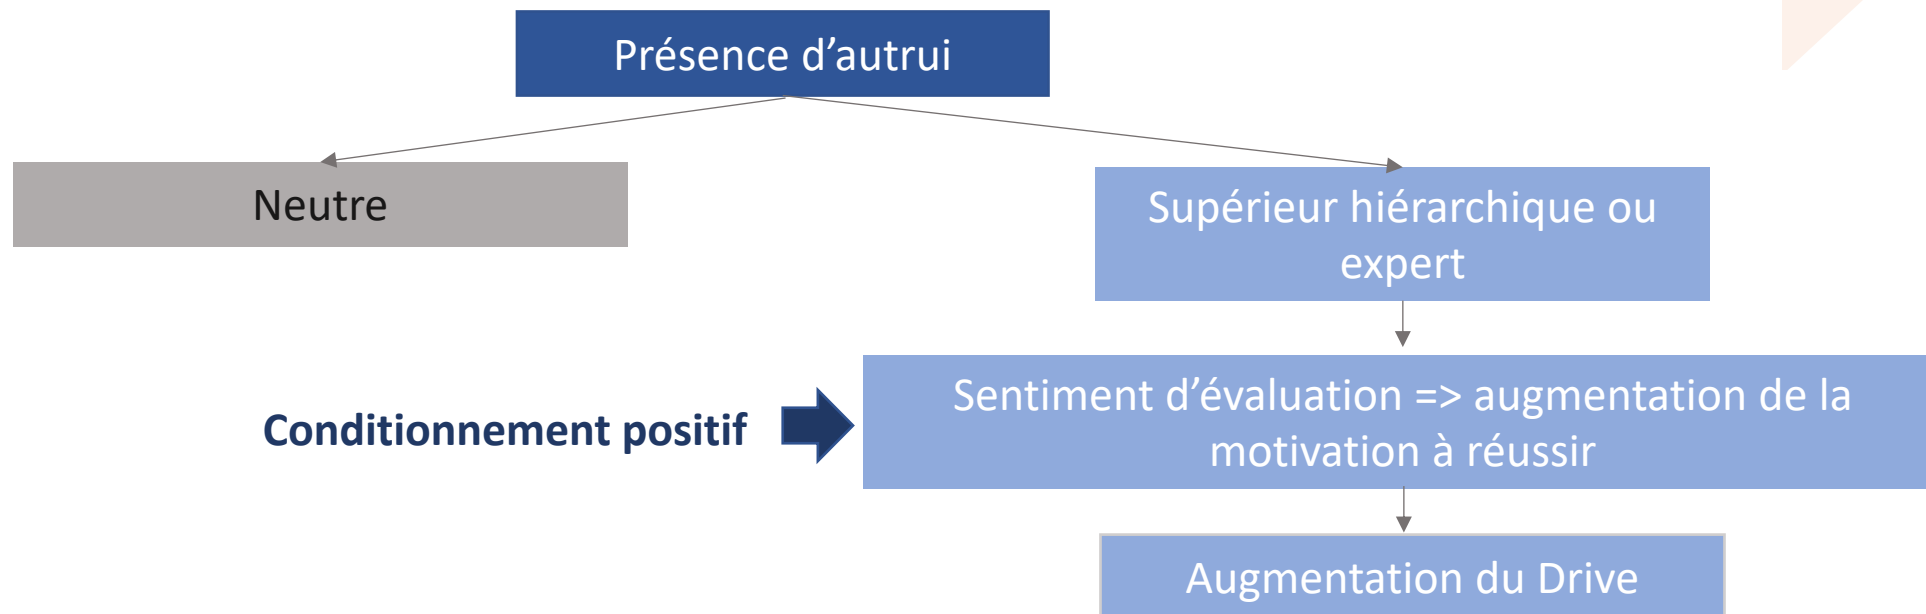 Présence d’autrui
Neutre
Supérieur hiérarchique ou
expert
Conditionnement positif
Sentiment d’évaluation => augmentation de la
motivation à réussir
Augmentation du Drive